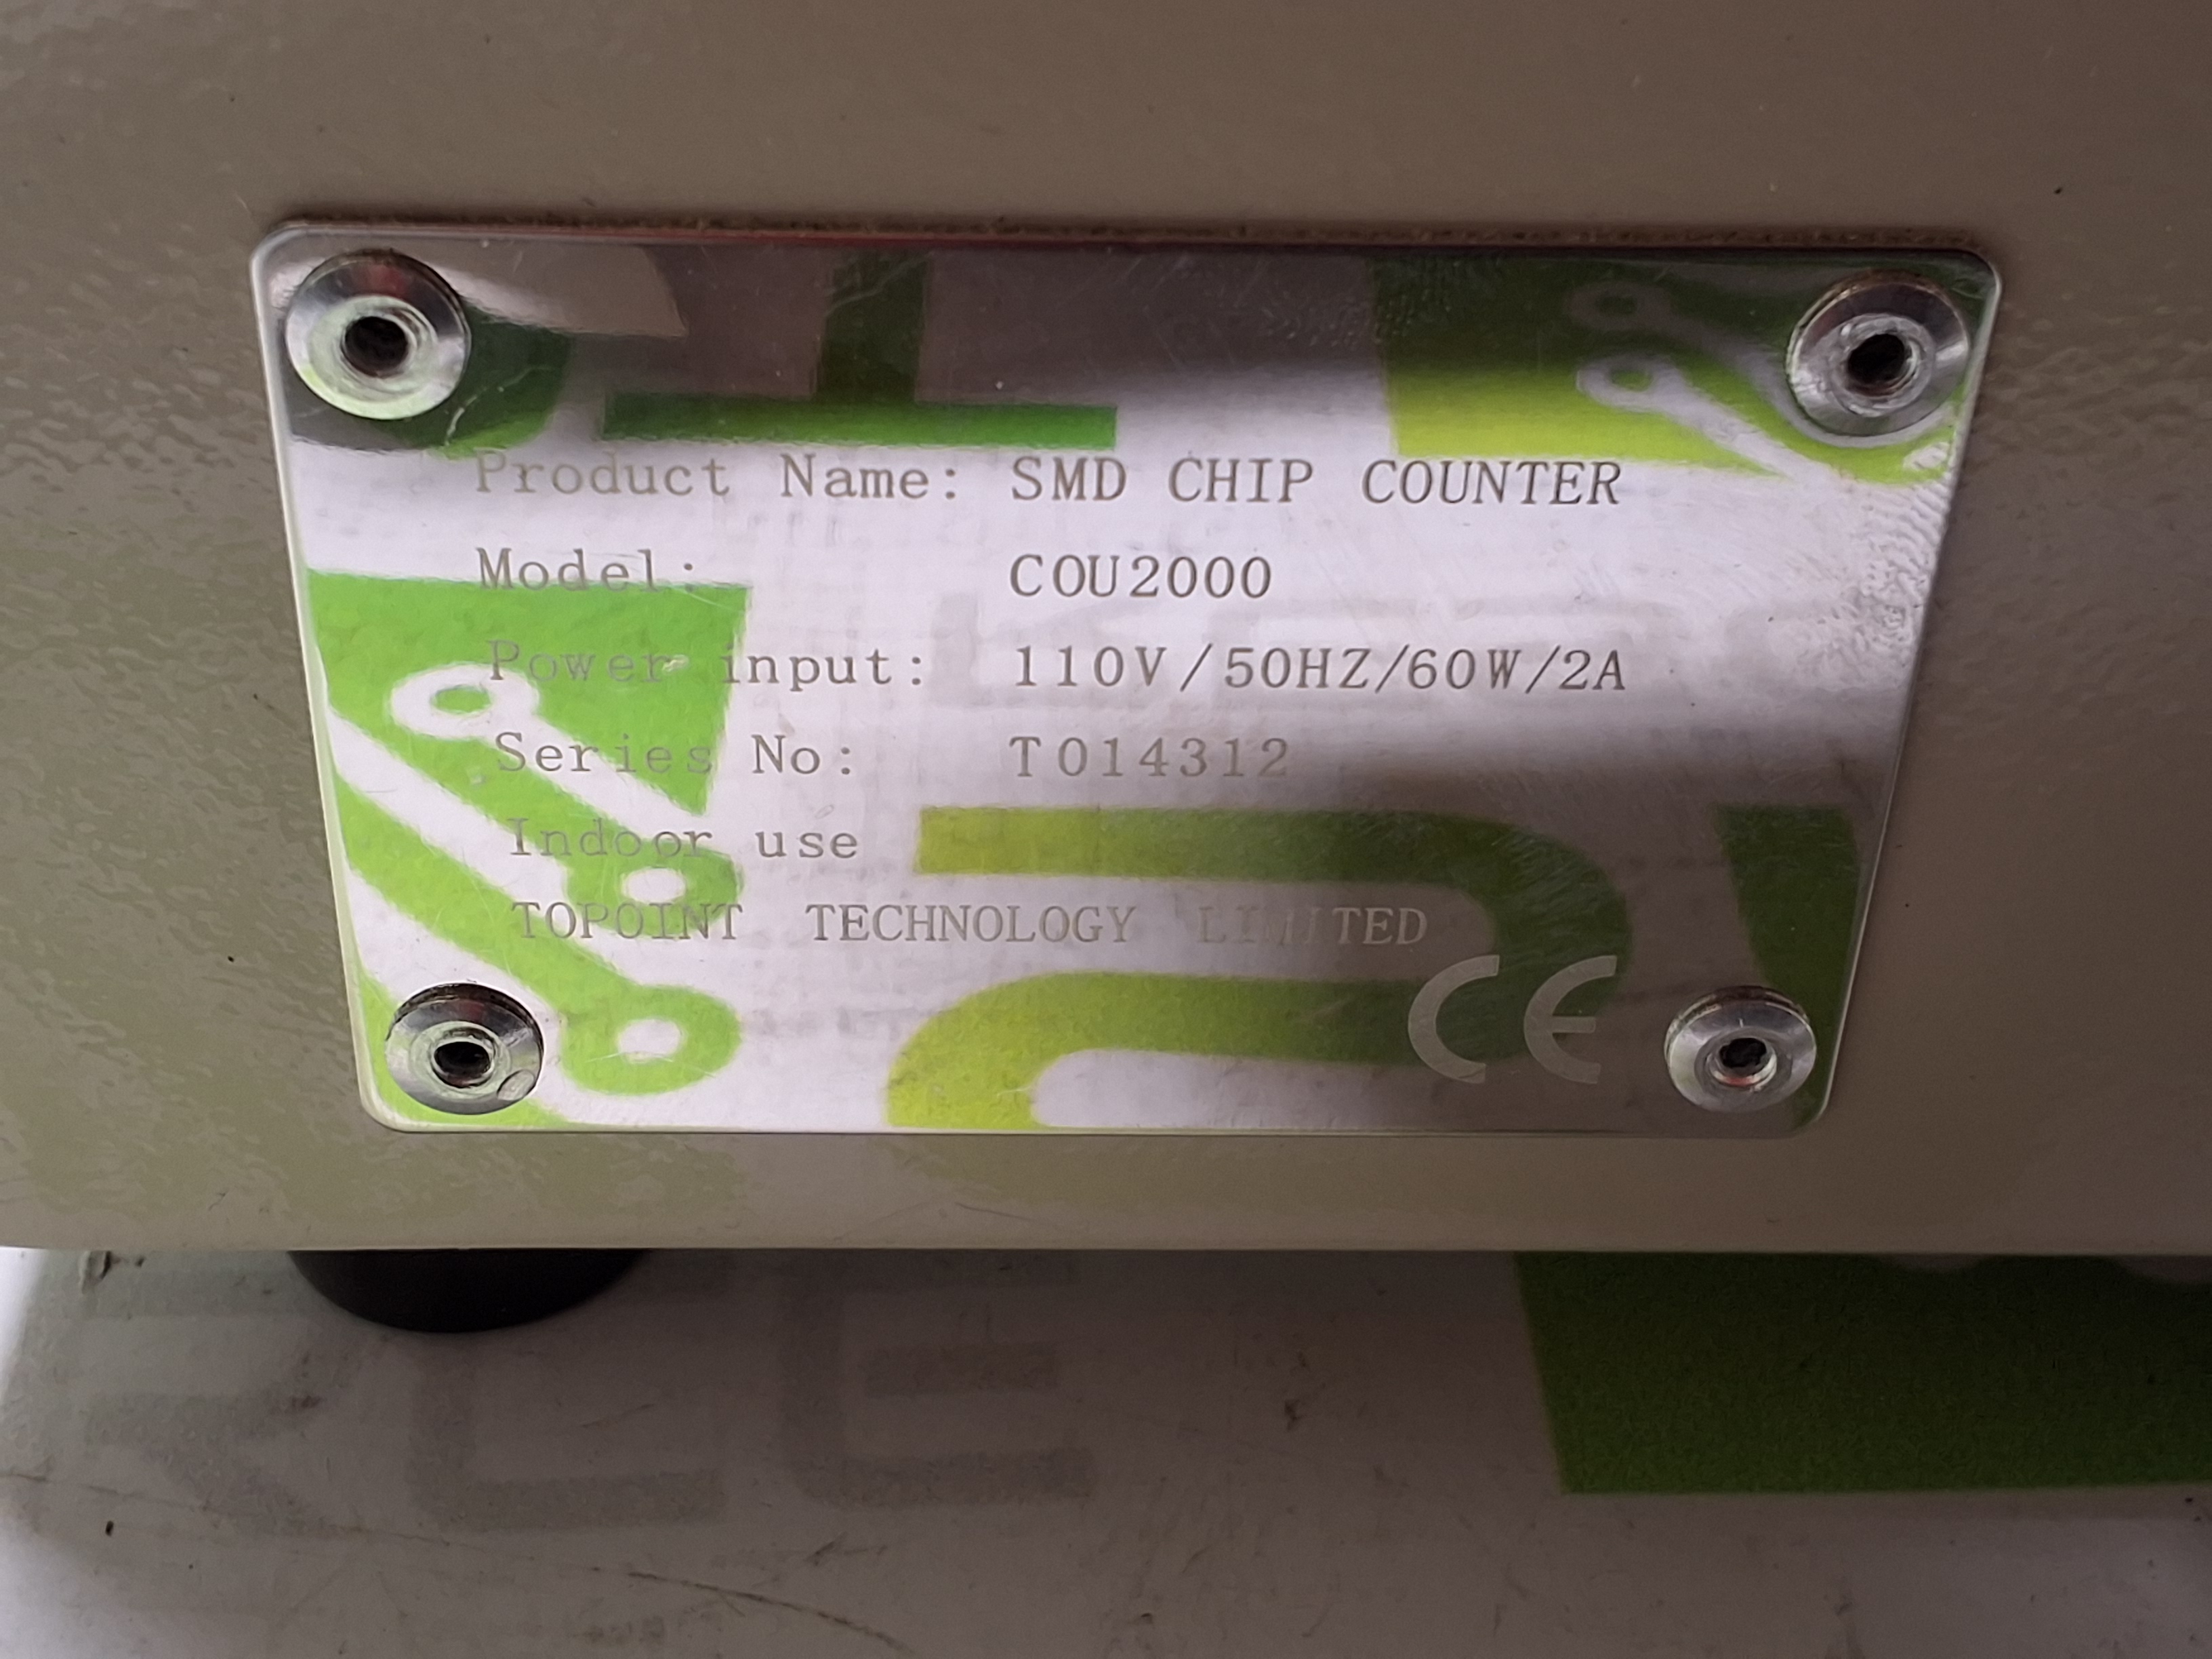 Product Name: SMD CHIP COUNTER
Model: COU2000
Power input: 110V/50HZ/60W/2A
Series No: T014312
Indoor use
TOPOINT TECHNOLOGY LIMITED
CE